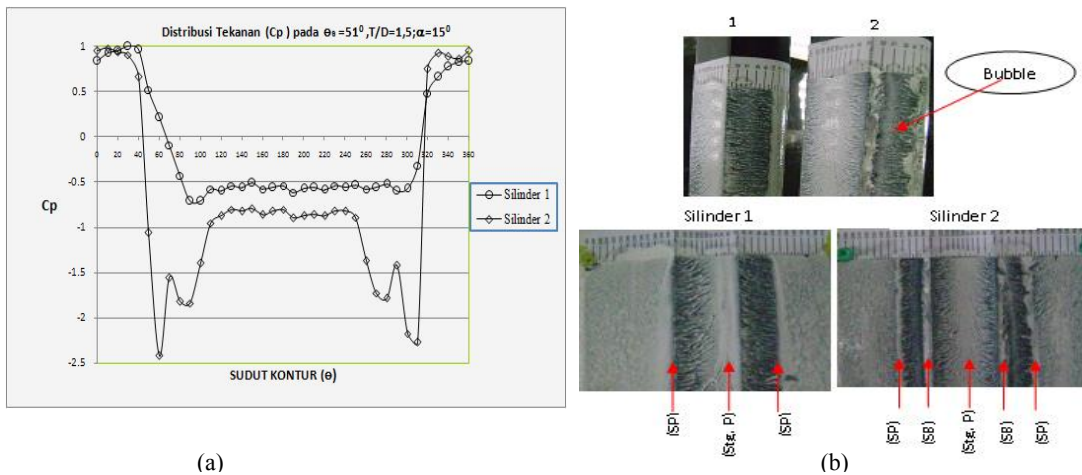 Distribusi Tekanan (Cp) pada θB =51⁰,T/D=1,5;α=15⁰
1
0.5
0
-0.5
-1
-1.5
-2
-2.5
0 20 40 60 80 100 120 140 160 180 200 220 240 260 280 300 320 340 360
Cp
SUDUT KONTUR (θ)
Silinder 1
Silinder 2
(a)
1 2
Bubble
Silinder 1 Silinder 2
(SP) (Stg, P) (SP) (SP) (SB) (Stg, P) (SB) (SP)
(b)